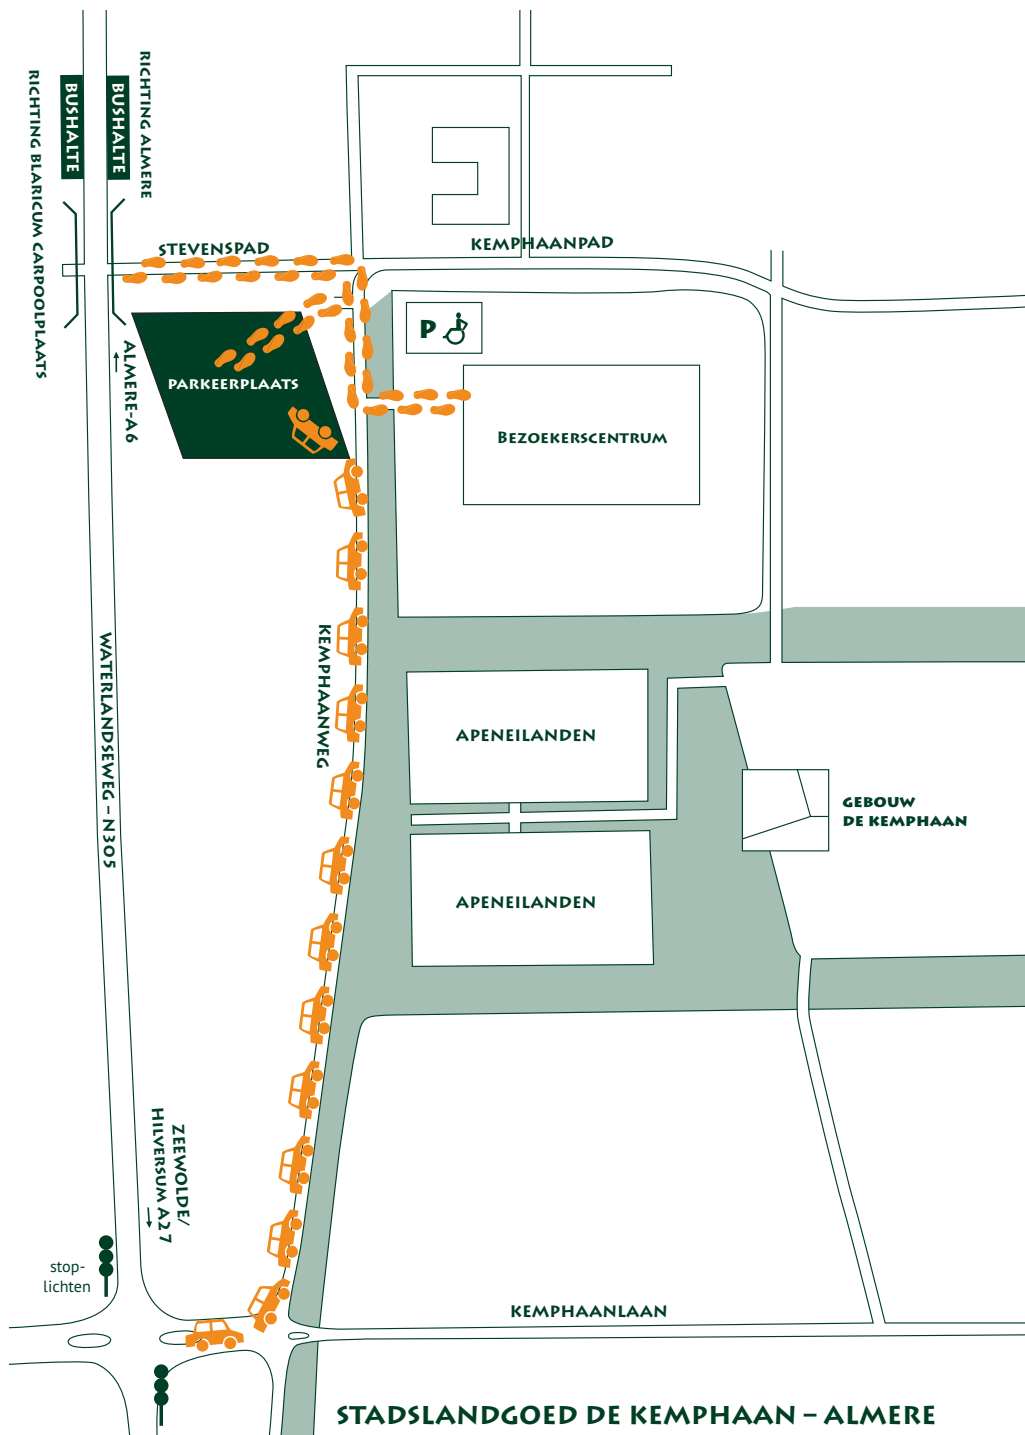 RICHTING BLARICUM CARPOOLPLAATS
BUSHALTE
BUSHALTE
RICHTING ALMERE
STEVENSPAD
KEMPHAANPAD
P
ALMERE-A6
PARKEERPLAATS
BEZOEKERSCENTRUM
WATERLANDSEWEG – N305
KEMPHAANWEG
APENEILANDEN
GEBOUW
DE KEMPHAAN
APENEILANDEN
ZEEWOLDE/
HILVERSUM A27
stop-
lichten
KEMPHAANLAAN
STADSLANDGOED DE KEMPHAAN – ALMERE